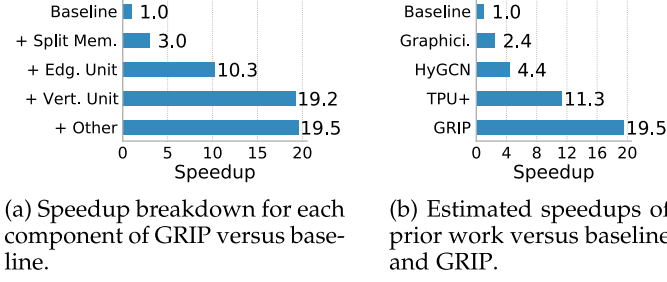 Baseline 1.0
+ Split Mem. 3.0
+ Edg. Unit 10.3
+ Vert. Unit 19.2
+ Other 19.5
0 5 10 15 20
Speedup
(a) Speedup breakdown for each
component of GRIP versus base-
line.
Baseline 1.0
Graphici. 2.4
HyGCN 4.4
TPU+ 11.3
GRIP 19.5
0 4 8 12 16 20
Speedup
(b) Estimated speedups of
prior work versus baseline
and GRIP.